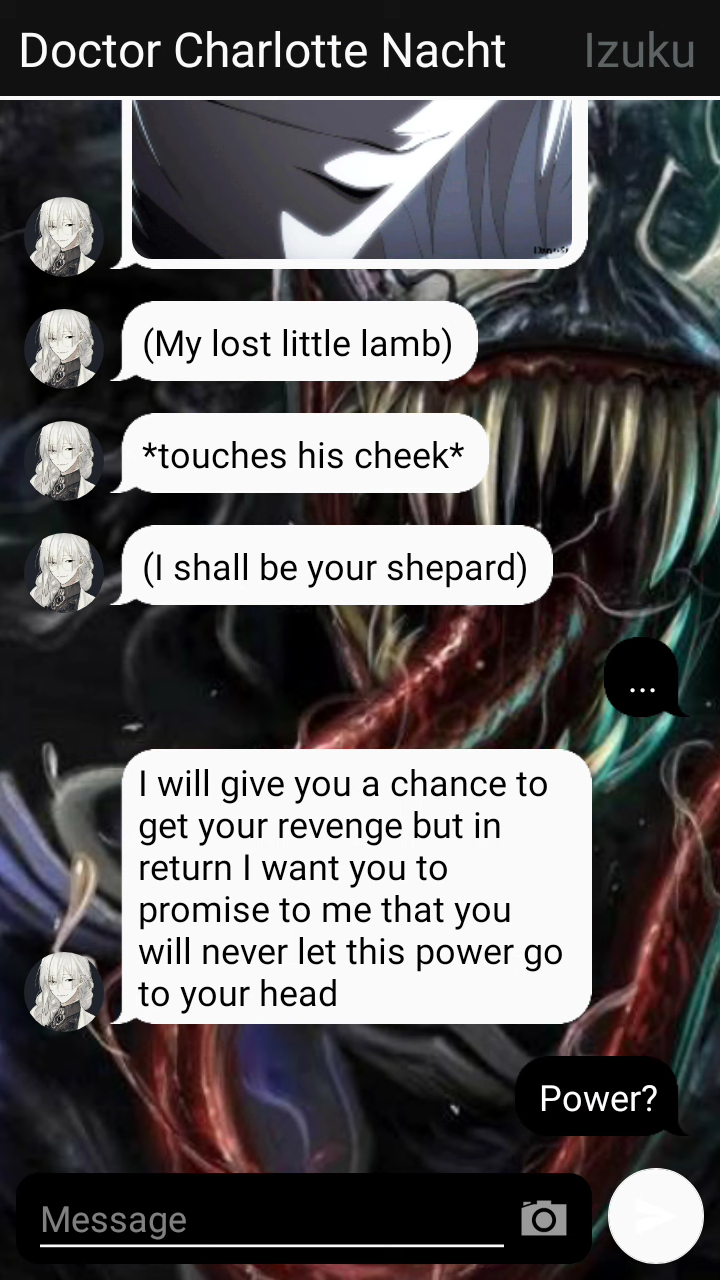 Doctor Charlotte Nacht Izuku
(My lost little lamb)
*touches his cheek*
(I shall be your shepard)
...
I will give you a chance to
get your revenge but in
return I want you to
promise to me that you
will never let this power go
to your head
Power?
Message